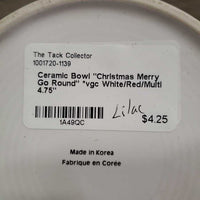 The Tack Collector
1001720-1139
Ceramic Bowl "Christmas Merry
Go Round" *vgc White/Red/Multi
4.75"
Lilac
$4.25
1A49QC
Made in Korea
Fabriqué en Corée